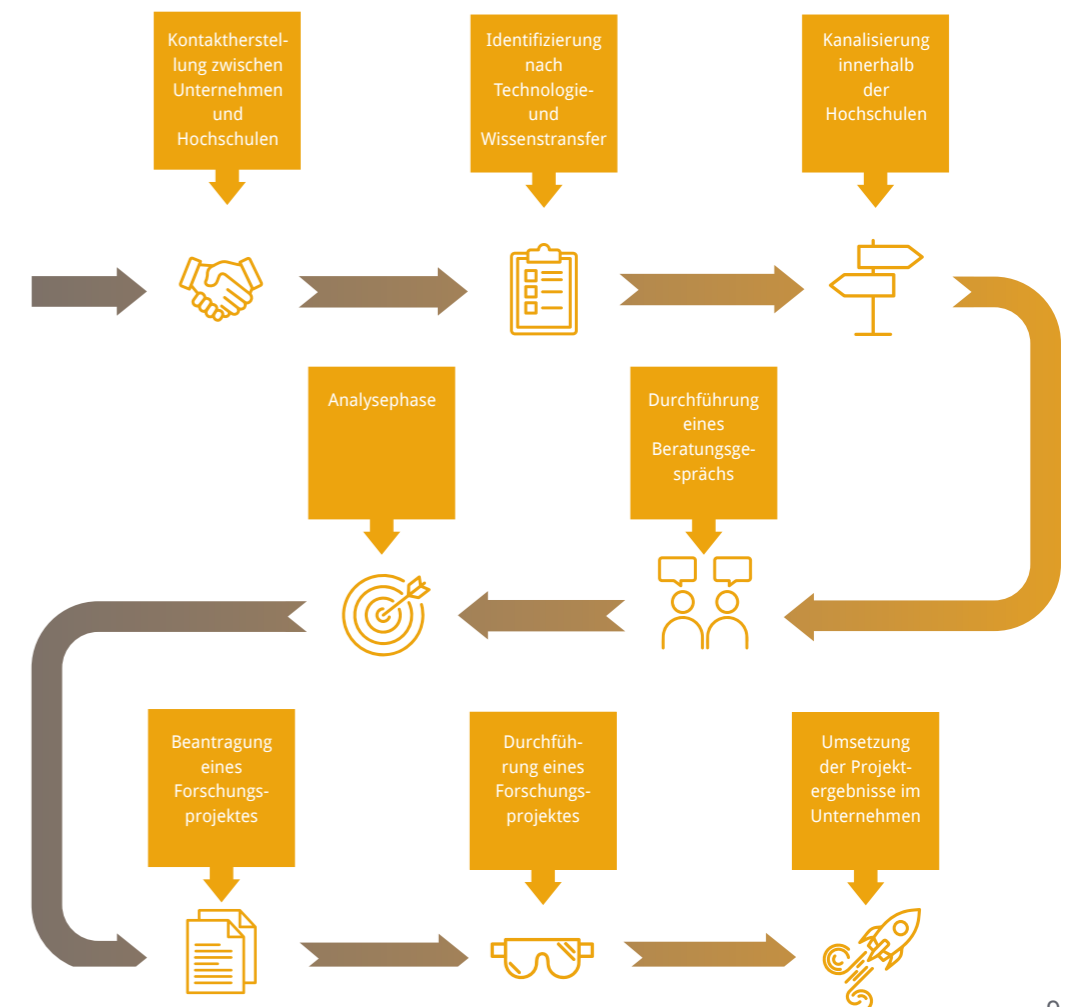 Kontaktherstel-
lung zwischen
Unternehmen
und
Hochschulen
Identifizierung
nach
Technologie-
und
Wissenstransfer
Kanalisierung
innerhalb
der
Hochschulen
Durchführung
eines
Beratungsge-
sprächs
Analysephase
Beantragung
eines
Forschungs-
projektes
Durchfüh-
rung eines
Forschungs-
projektes
Umsetzung
der Projekt-
ergebnisse im
Unternehmen